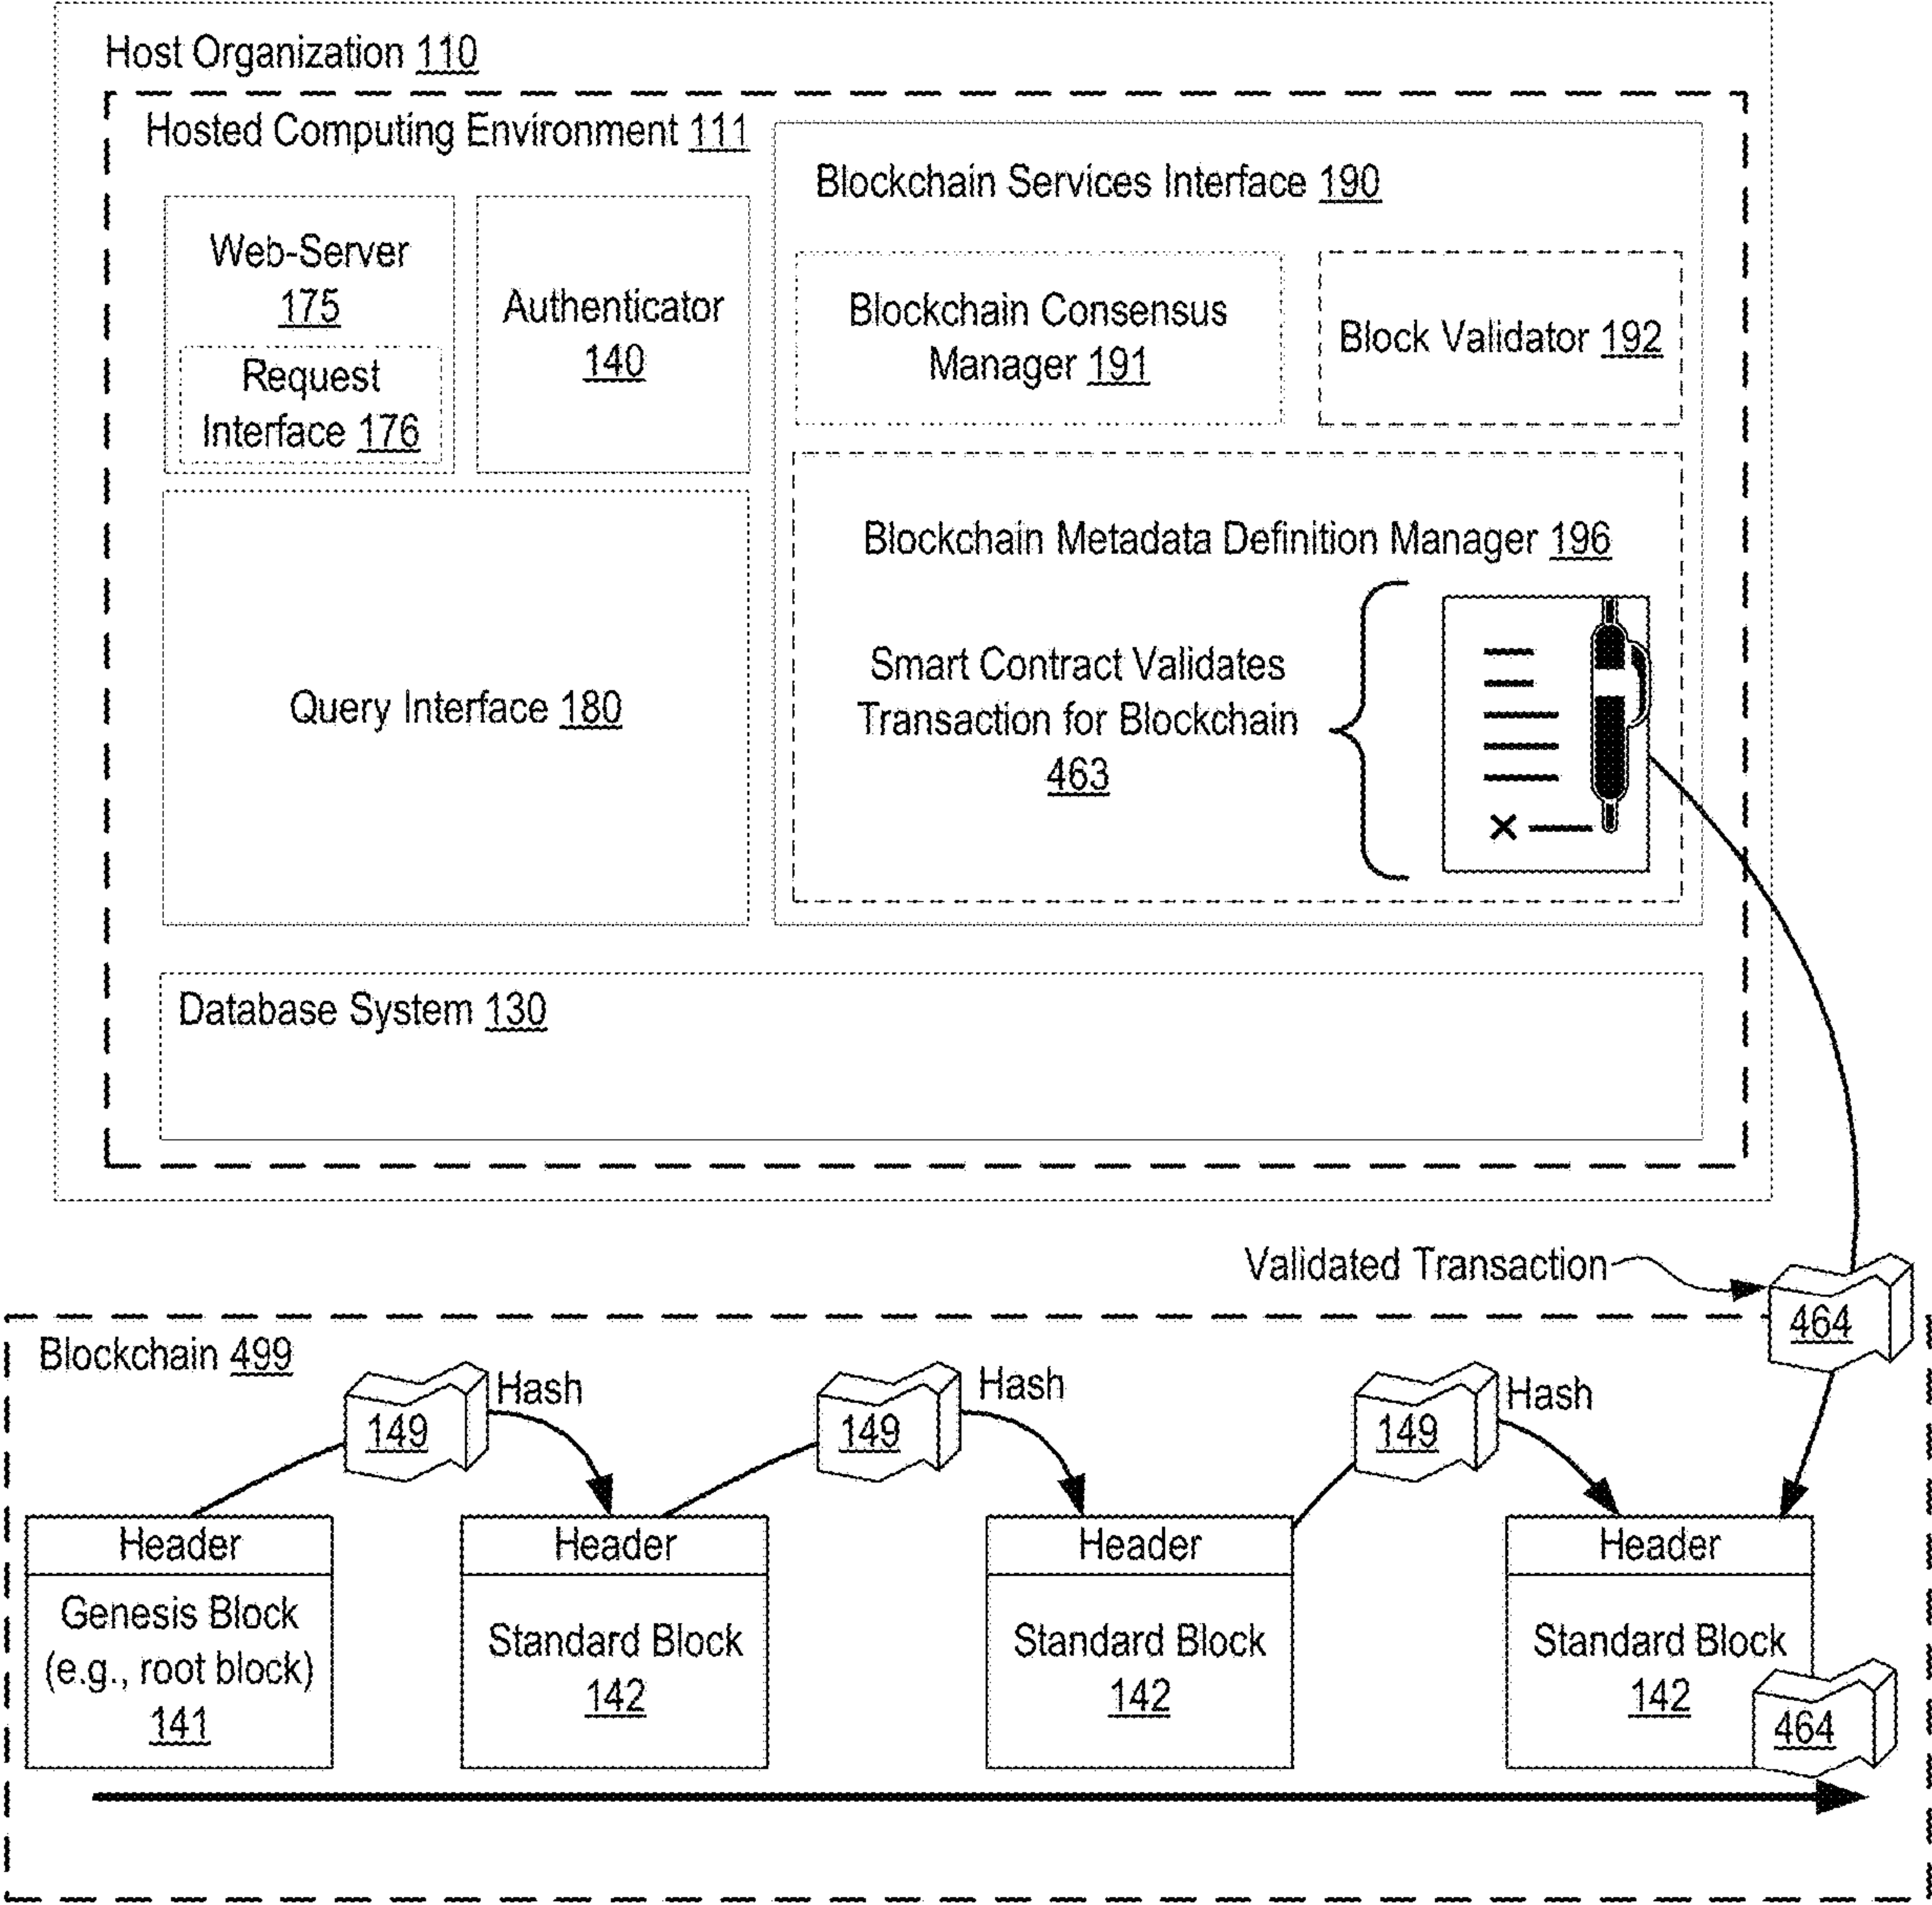 Host Organization 110
Hosted Computing Environment 111
Web-Server
175
Request
Interface 176
Authenticator
140
Query Interface 180
Blockchain Services Interface 190
Blockchain Consensus
Manager 191
Block Validator 192
Blockchain Metadata Definition Manager 196
Smart Contract Validates
Transaction for Blockchain
463
Database System 130
Validated Transaction
464
Blockchain 499
149
Hash
149
Hash
149
Hash
Header
Genesis Block
(e.g., root block)
141
Header
Standard Block
142
Header
Standard Block
142
Header
Standard Block
142
464